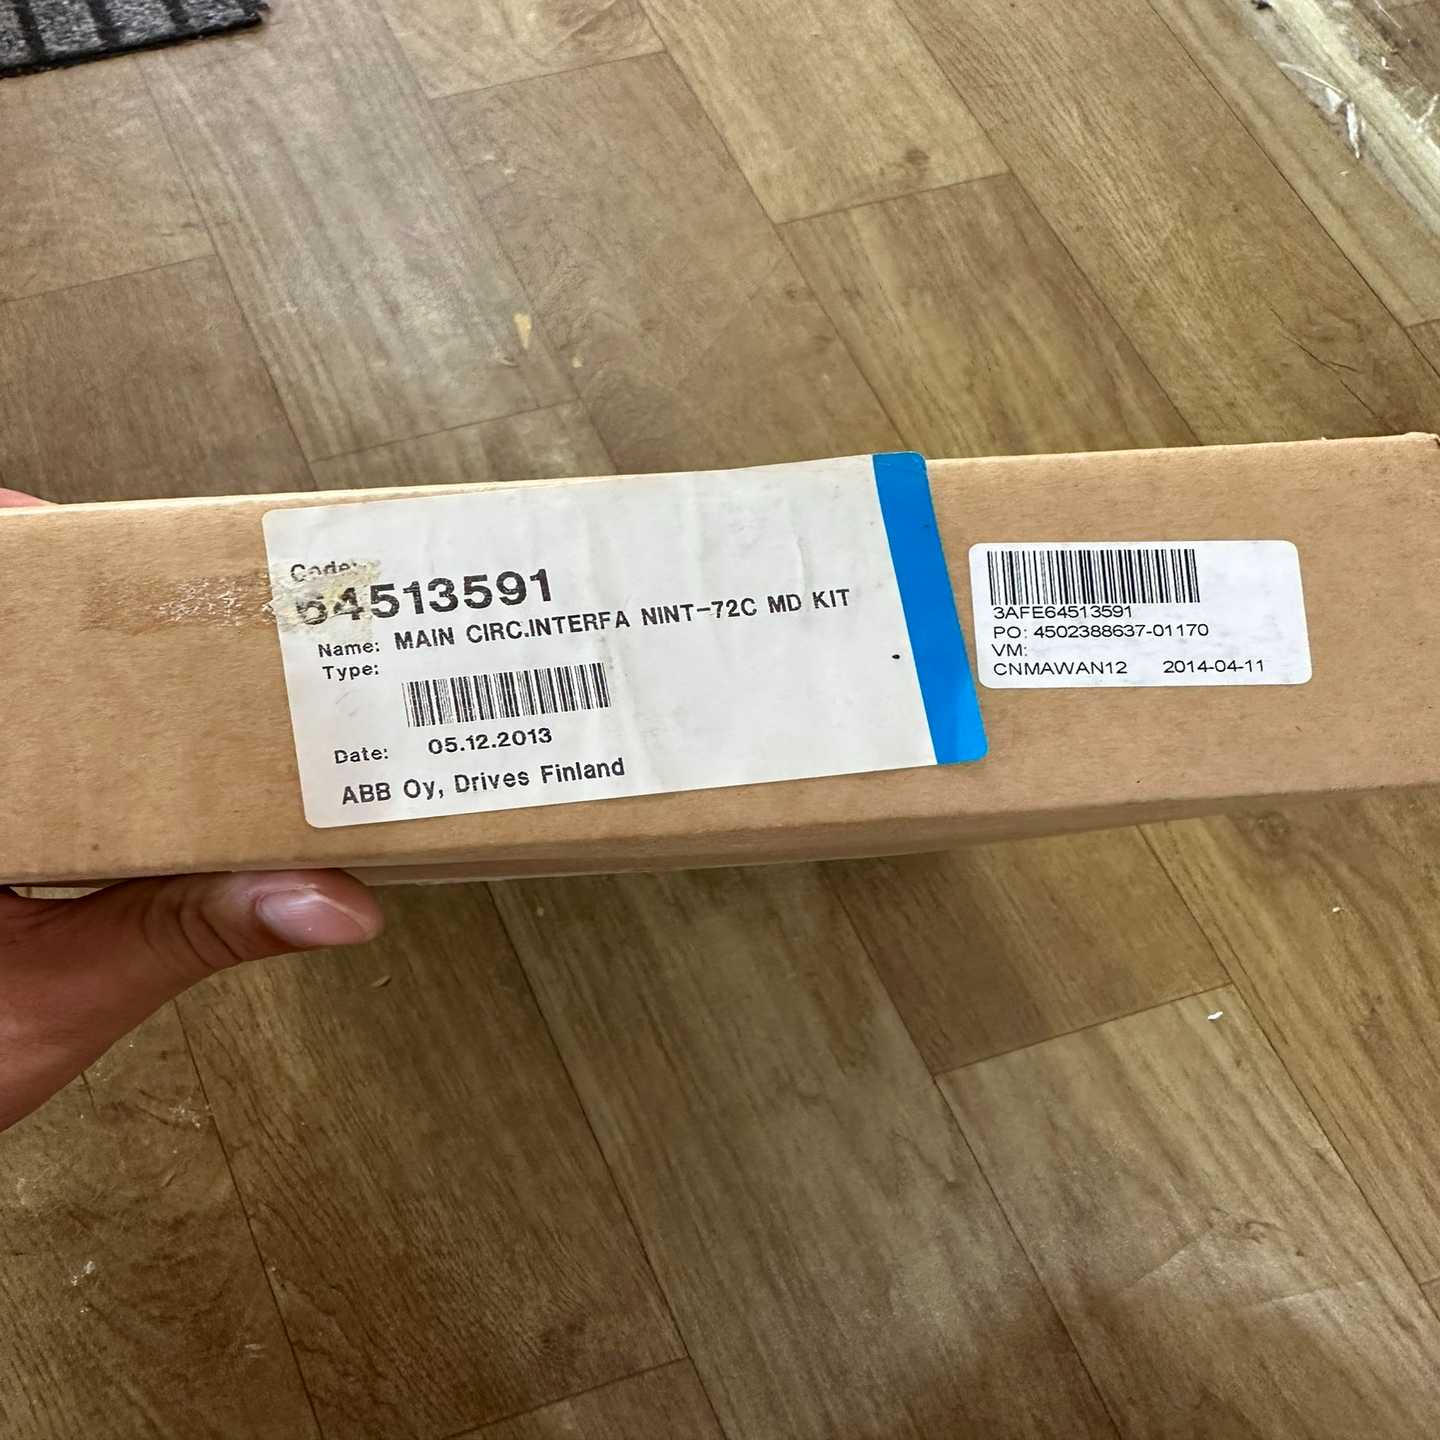 Code:
64513591
Name: MAIN CIRC.INTERFA NINT-72C MD KIT
Type:
Date: 05.12.2013
ABB Oy, Drives Finland
3AFE64513591
PO: 4502388637-01170
VM:
CNMAWAN12 2014-04-11